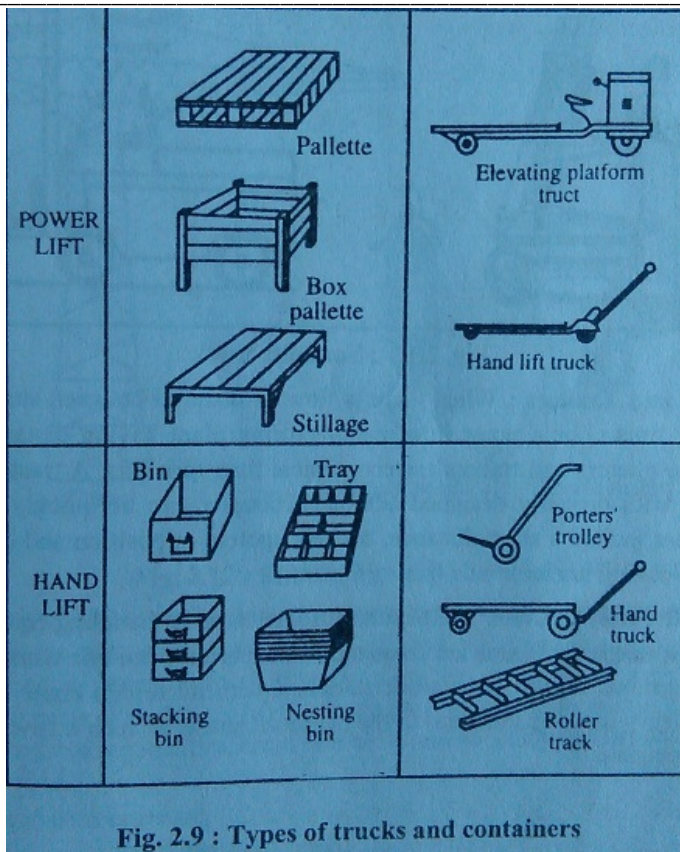 POWER
LIFT
Pallette
Box
pallette
Stillage
Elevating platform
truct
Hand lift truck
HAND
LIFT
Bin
Tray
Stacking
bin
Nesting
bin
Porters'
trolley
Hand
truck
Roller
track
Fig. 2.9 : Types of trucks and containers